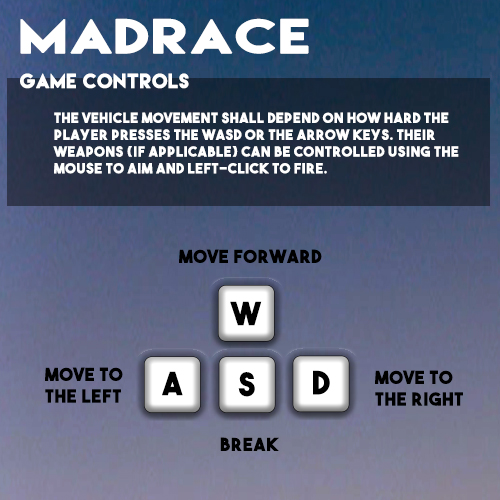 MADRACE
GAME CONTROLS
THE VEHICLE MOVEMENT SHALL DEPEND ON HOW HARD THE
PLAYER PRESSES THE WASD OR THE ARROW KEYS. THEIR
WEAPONS (IF APPLICABLE) CAN BE CONTROLLED USING THE
MOUSE TO AIM AND LEFT-CLICK TO FIRE.
MOVE FORWARD
W
MOVE TO
THE LEFT
A
S
D
MOVE TO
THE RIGHT
BREAK